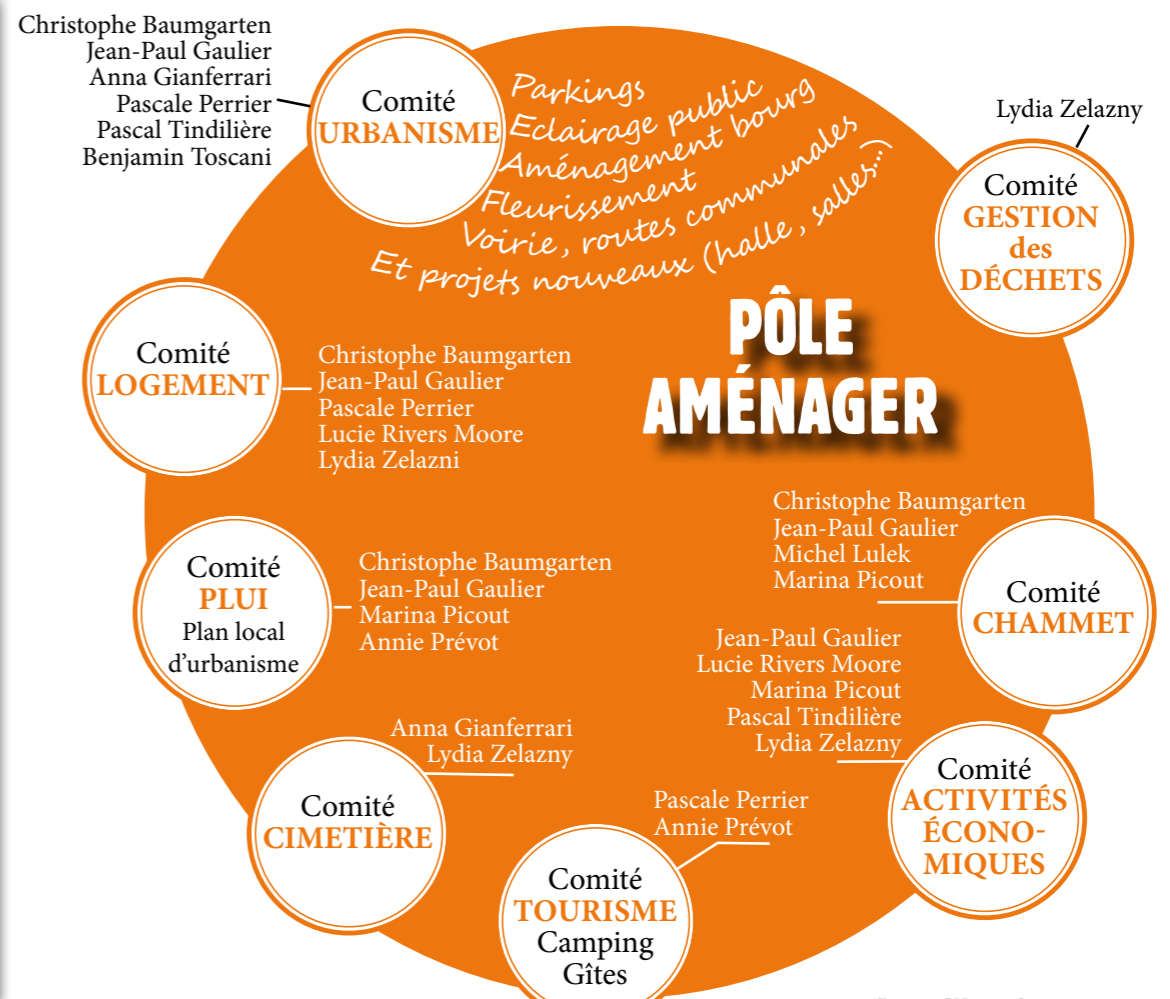 Christophe Baumgarten
Jean-Paul Gaulier
Anna Gianferrari
Pascale Perrier
Pascal Tindilière
Benjamin Toscani
Comité
URBANISME
Parkings
Eclairage public
Aménagement bourg
Fleurissement
Voirie, routes communales
Et projets nouveaux (halle, salles...)
Lydia Zelazny
Comité
GESTION
des
DÉCHETS
PÔLE
AMÉNAGER
Comité
LOGEMENT
Christophe Baumgarten
Jean-Paul Gaulier
Pascale Perrier
Lucie Rivers Moore
Lydia Zelazni
Comité
PLUI
Plan local
d'urbanisme
Christophe Baumgarten
Jean-Paul Gaulier
Marina Picout
Annie Prévot
Christophe Baumgarten
Jean-Paul Gaulier
Michel Lulek
Marina Picout
Comité
CHAMMET
Jean-Paul Gaulier
Lucie Rivers Moore
Marina Picout
Pascal Tindilière
Lydia Zelazny
Comité
ACTIVITÉS
ÉCONO-
MIQUES
Anna Gianferrari
Lydia Zelazny
Comité
CIMETIÈRE
Pascale Perrier
Annie Prévot
Comité
TOURISME
Camping
Gîtes